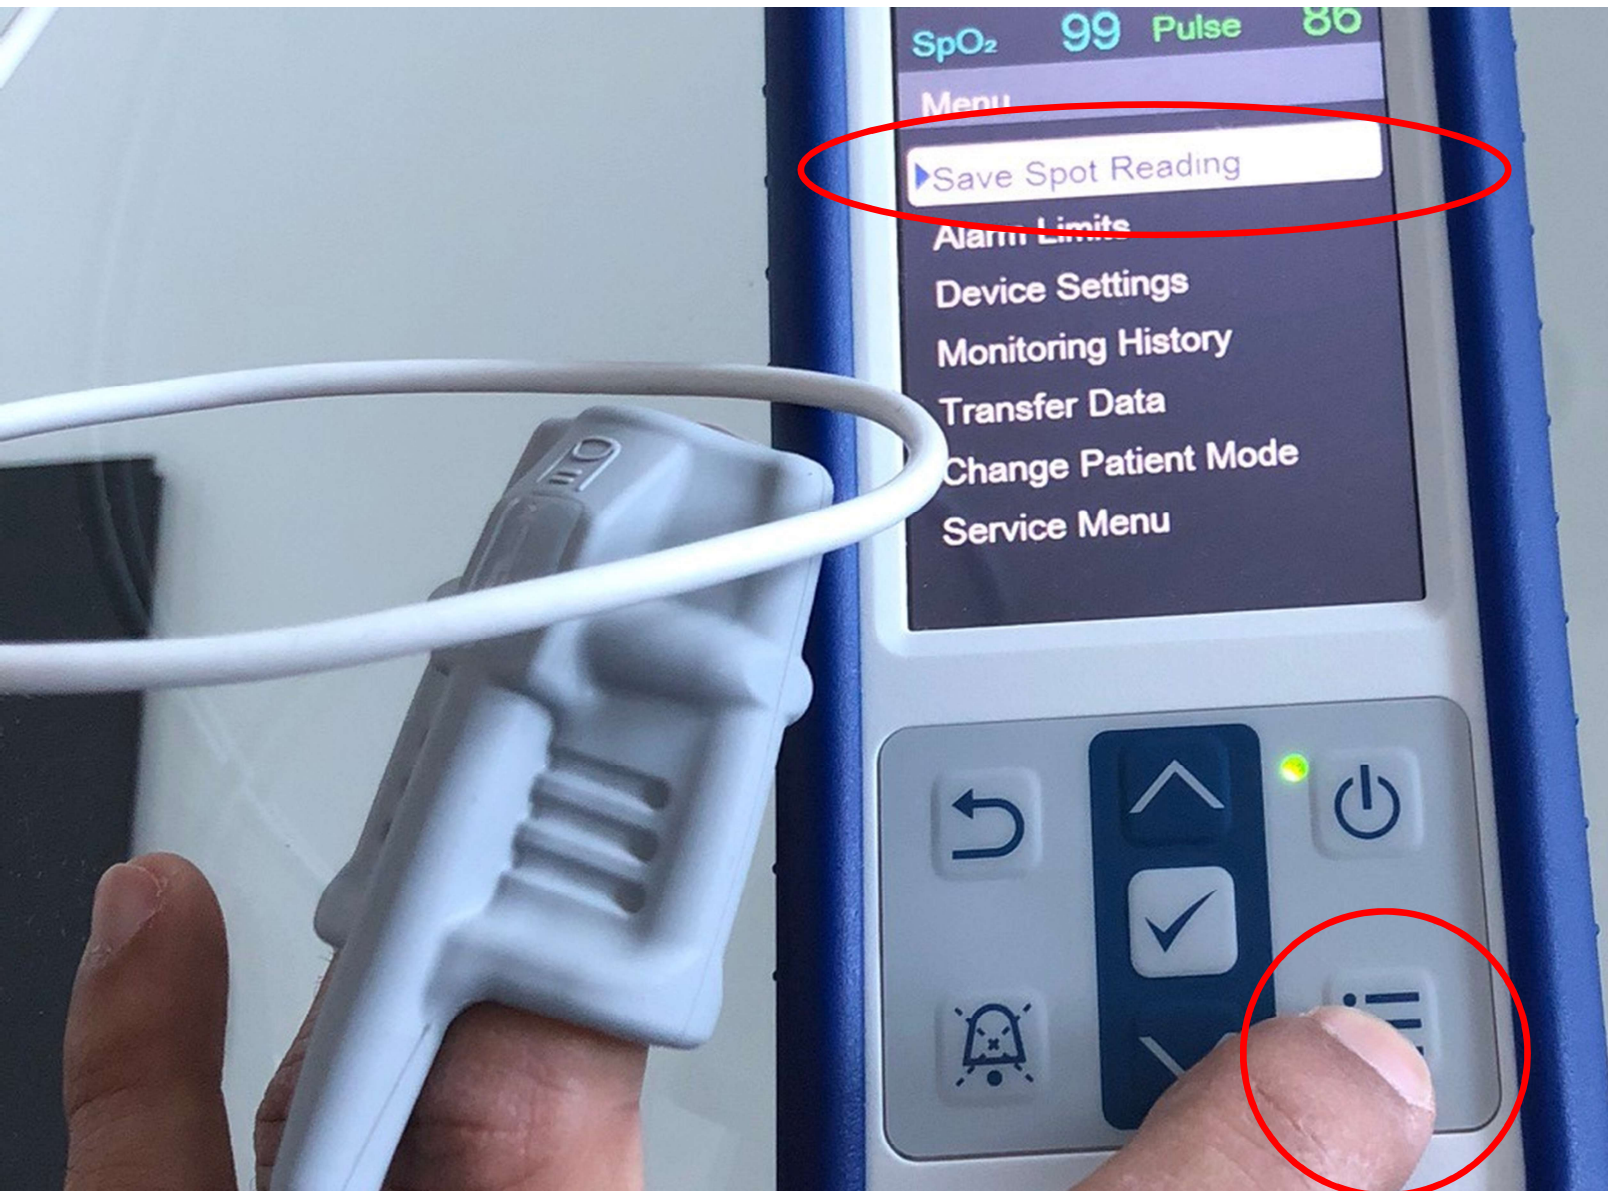 SpO₂ 99 Pulse 86
Menu
Save Spot Reading
Alarm Limits
Device Settings
Monitoring History
Transfer Data
Change Patient Mode
Service Menu